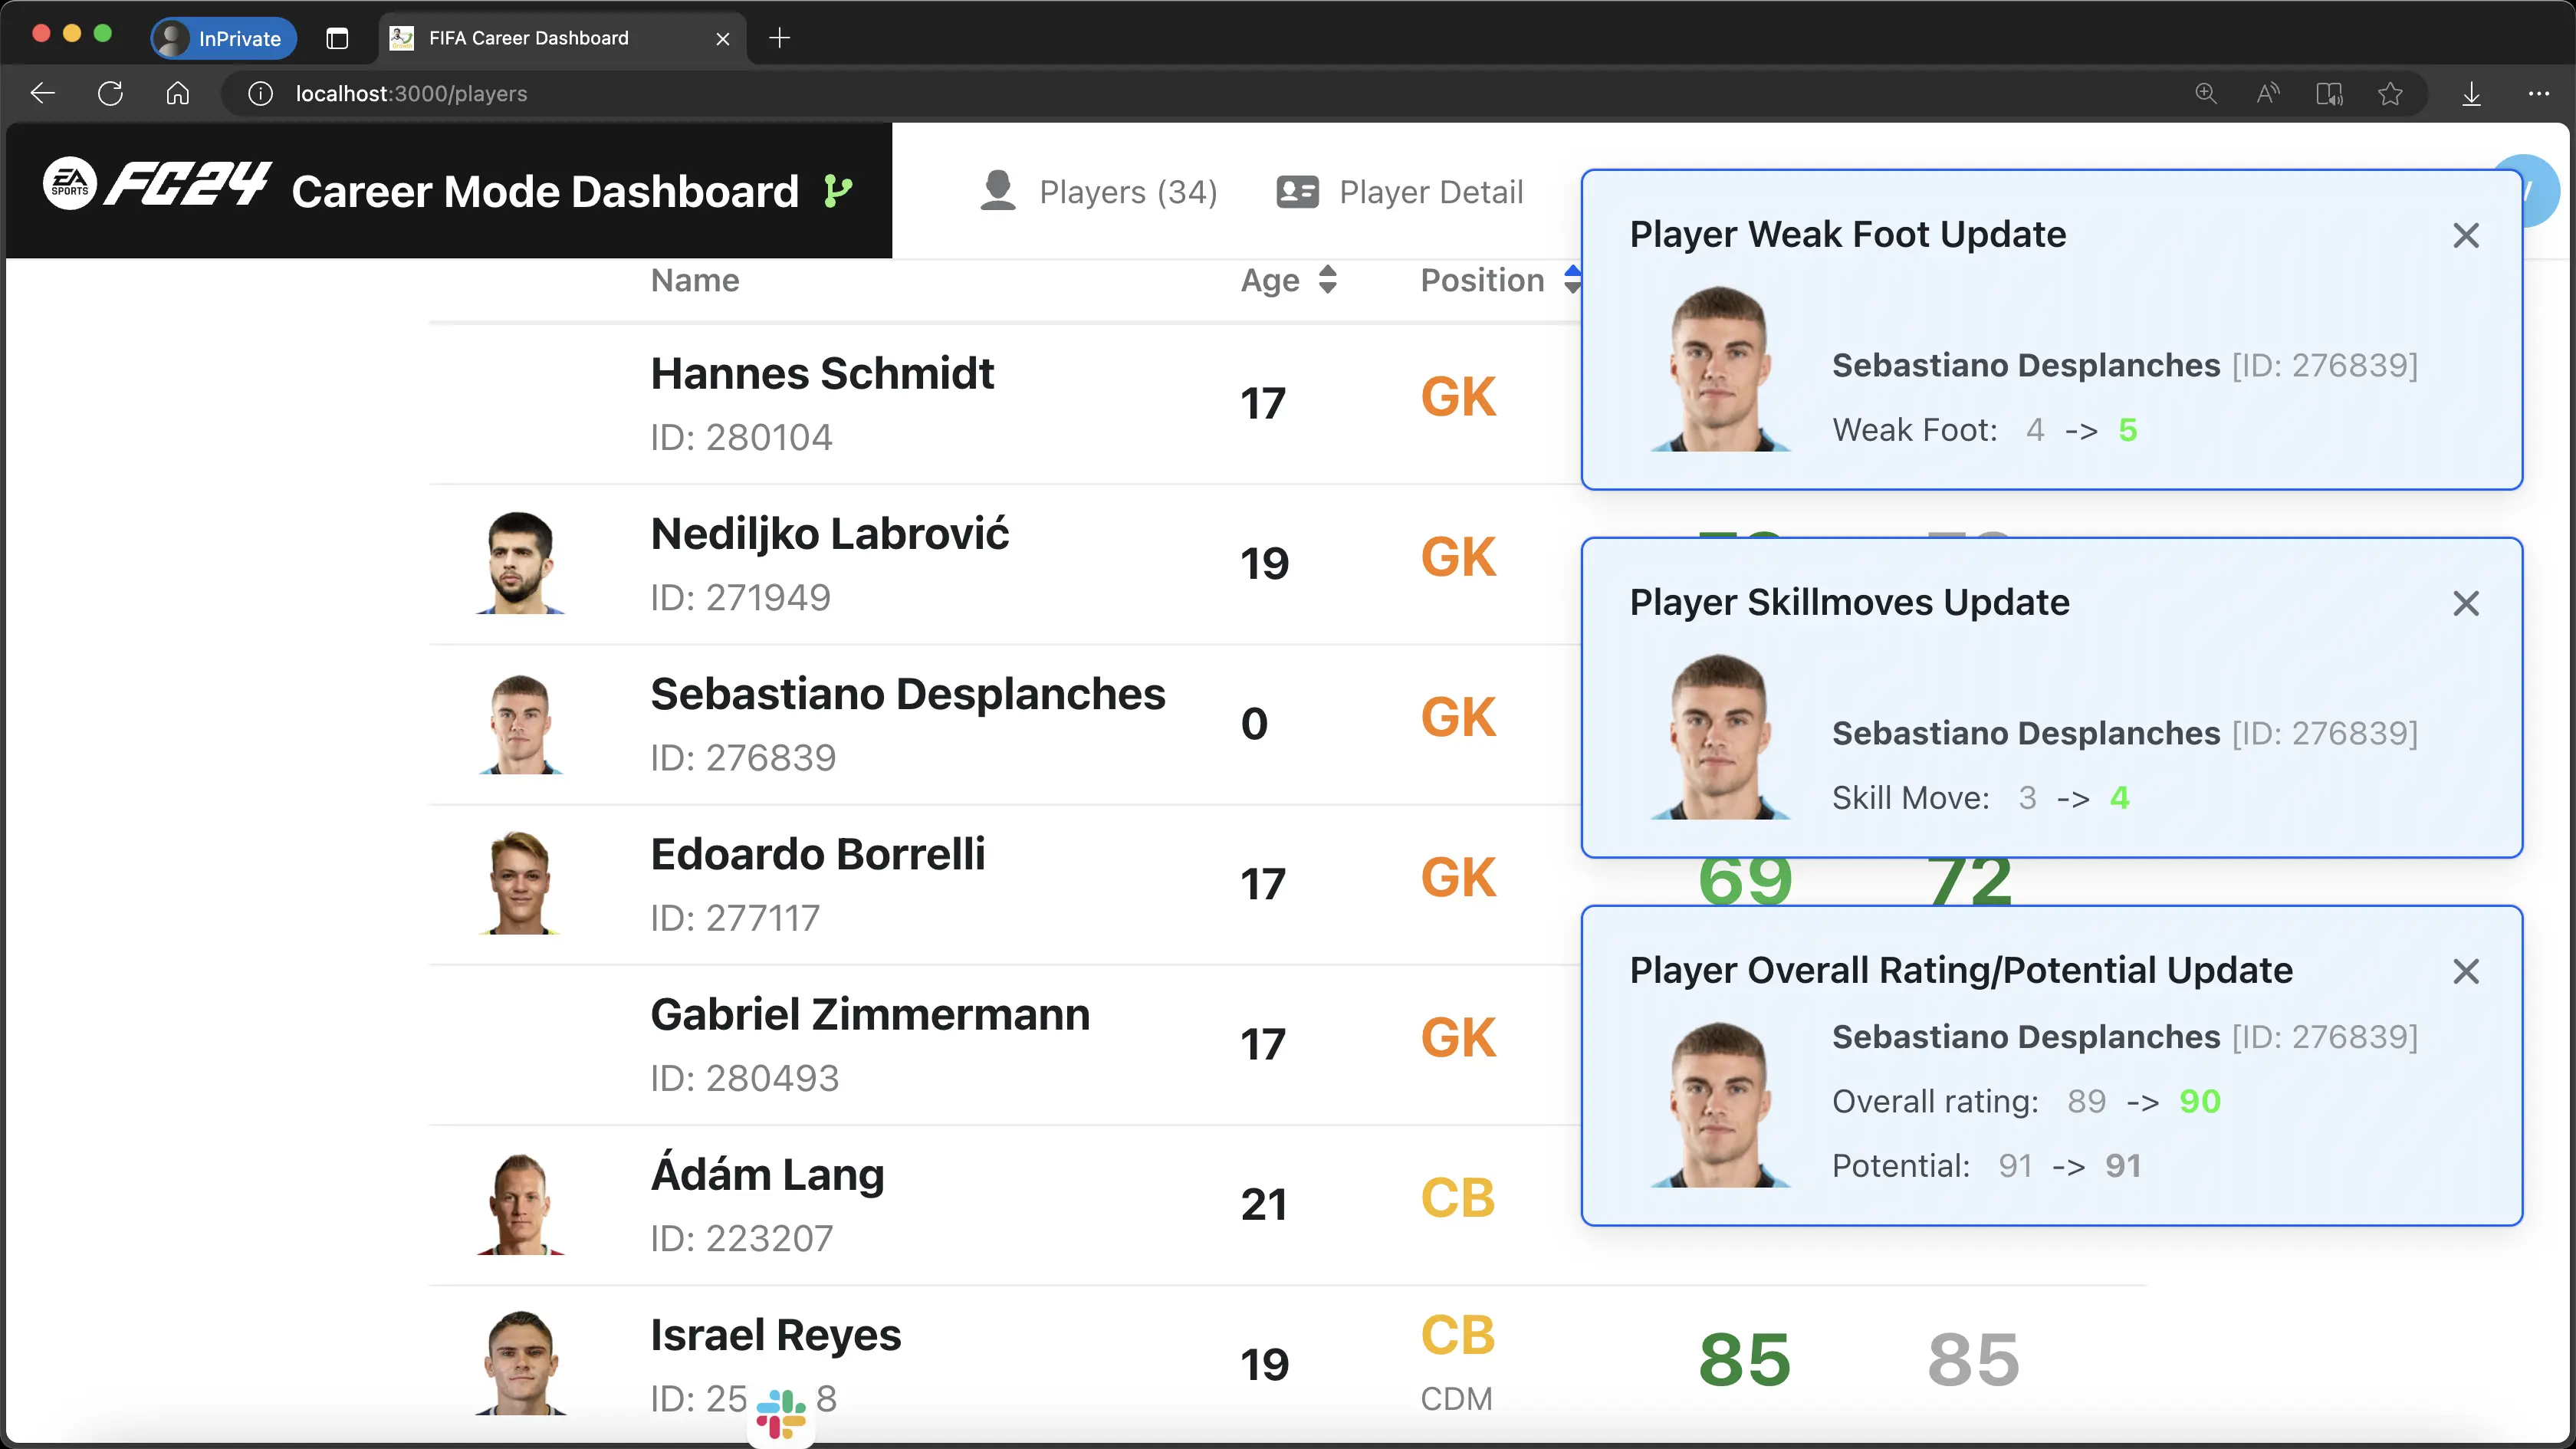 InPrivate
FIFA Career Dashboard
localhost:3000/players
EA SPORTS FC24 Career Mode Dashboard
Players (34)
Player Detail
Name Age Position
Hannes Schmidt
ID: 280104
17
GK
Nediljko Labrović
ID: 271949
19
GK
Sebastiano Desplanches
ID: 276839
0
GK
Edoardo Borrelli
ID: 277117
17
GK
69 72
Gabriel Zimmermann
ID: 280493
17
GK
Ádám Lang
ID: 223207
21
CB
Israel Reyes
ID: 25 8
19
CB
CDM
85 85
Player Weak Foot Update
Sebastiano Desplanches [ID: 276839]
Weak Foot: 4 -> 5
Player Skillmoves Update
Sebastiano Desplanches [ID: 276839]
Skill Move: 3 -> 4
Player Overall Rating/Potential Update
Sebastiano Desplanches [ID: 276839]
Overall rating: 89 -> 90
Potential: 91 -> 91